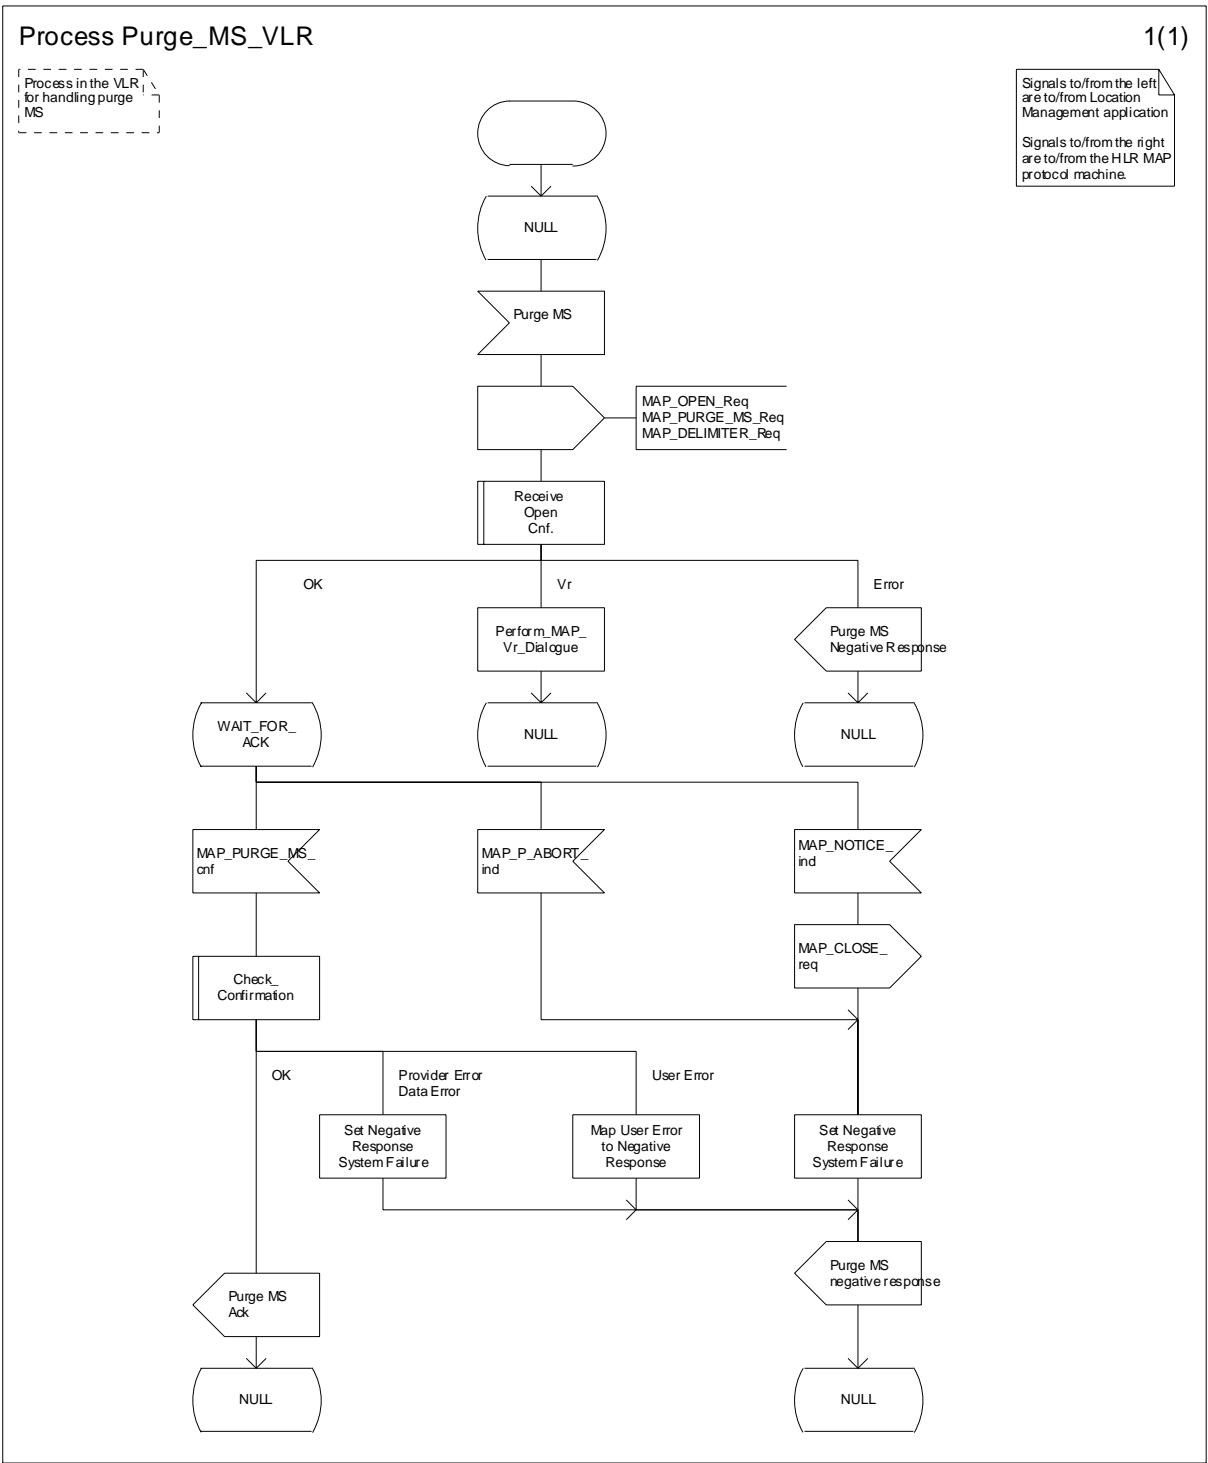 Process Purge_MS_VLR
1(1)
Process in the VLR
for handling purge
MS
Signals to/from the left
are to/from Location
Management application
Signals to/from the right
are to/from the HLR MAP
protocol machine.
NULL
Purge MS
MAP_OPEN_Req
MAP_PURGE_MS_Req
MAP_DELIMITER_Req
Receive
Open
Cnf.
OK
Vr
Error
Perform_MAP_
Vr_Dialogue
Purge MS
Negative Response
WAIT_FOR_
ACK
NULL
NULL
MAP_PURGE_MS_
cnf
MAP_P_ABORT_
ind
MAP_NOTICE_
ind
MAP_CLOSE_
req
Check_
Confirmation
OK
Provider Error
Data Error
User Error
Set Negative
Response
System Failure
Map User Error
to Negative
Response
Set Negative
Response
System Failure
Purge MS
negative response
Purge MS
Ack
NULL
NULL